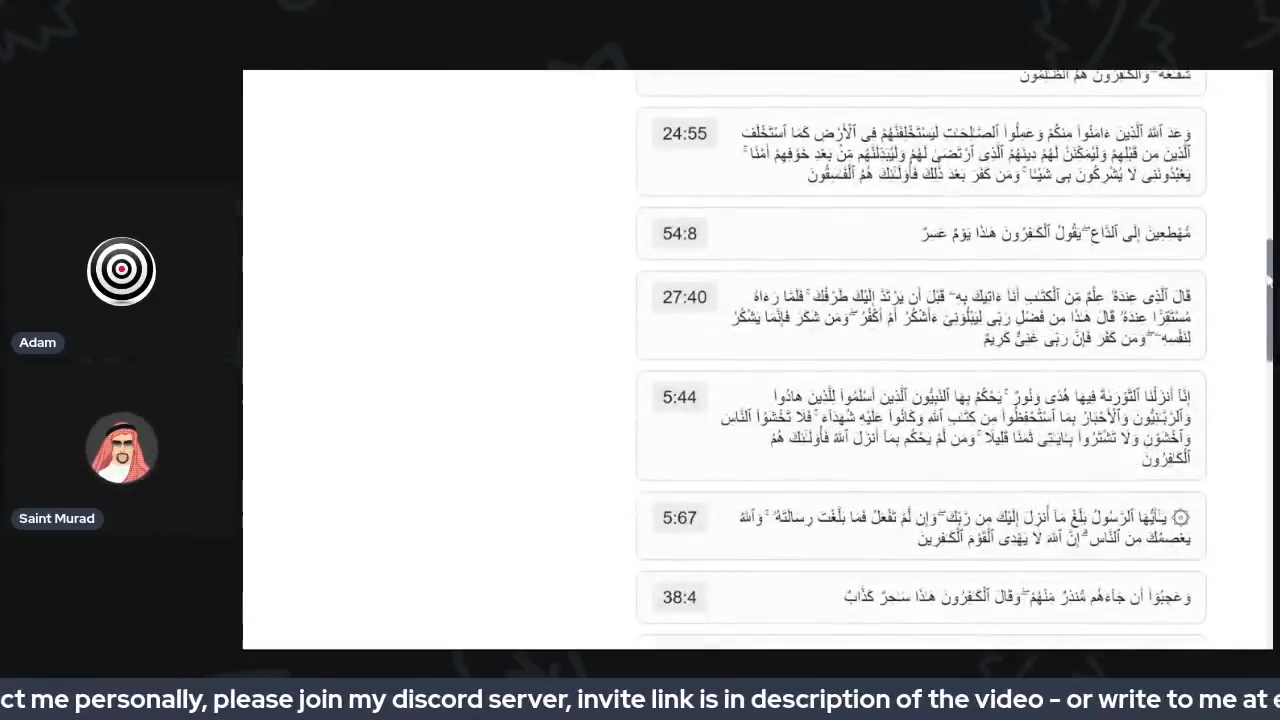 شَفَـٰعَةٌۭ ۗ وَٱلْكَـٰفِرُونَ هُمُ ٱلظَّـٰلِمُونَ
24:55
وَعَدَ ٱللَّهُ ٱلَّذِينَ ءَامَنُوا۟ مِنكُمْ وَعَمِلُوا۟ ٱلصَّـٰلِحَـٰتِ لَيَسْتَخْلِفَنَّهُمْ فِى ٱلْأَرْضِ كَمَا ٱسْتَخْلَفَ
ٱلَّذِينَ مِن قَبْلِهِمْ وَلَيُمَكِّنَنَّ لَهُمْ دِينَهُمُ ٱلَّذِى ٱرْتَضَىٰ لَهُمْ وَلَيُبَدِّلَنَّهُم مِّنۢ بَعْدِ خَوْفِهِمْ أَمْنًۭا ۚ
يَعْبُدُونَنِى لَا يُشْرِكُونَ بِى شَيْـًۭٔا ۚ وَمَن كَفَرَ بَعْدَ ذَٰلِكَ فَأُو۟لَـٰٓئِكَ هُمُ ٱلْفَـٰسِقُونَ
54:8
مُّهْطِعِينَ إِلَى ٱلدَّاعِ ۖ يَقُولُ ٱلْكَـٰفِرُونَ هَـٰذَا يَوْمٌ عَسِرٌۭ
27:40
قَالَ ٱلَّذِى عِندَهُۥ عِلْمٌۭ مِّنَ ٱلْكِتَـٰبِ أَنَا۠ ءَاتِيكَ بِهِۦ قَبْلَ أَن يَرْتَدَّ إِلَيْكَ طَرْفُكَ ۚ فَلَمَّا رَءَاهُ
مُسْتَقِرًّا عِندَهُۥ قَالَ هَـٰذَا مِن فَضْلِ رَبِّى لِيَبْلُوَنِىٓ ءَأَشْكُرُ أَمْ أَكْفُرُ ۖ وَمَن شَكَرَ فَإِنَّمَا يَشْكُرُ
لِنَفْسِهِۦ ۖ وَمَن كَفَرَ فَإِنَّ رَبِّى غَنِىٌّۭ كَرِيمٌۭ
5:44
إِنَّآ أَنزَلْنَا ٱلتَّوْرَىٰةَ فِيهَا هُدًۭى وَنُورٌۭ ۚ يَحْكُمُ بِهَا ٱلنَّبِيُّونَ ٱلَّذِينَ أَسْلَمُوا۟ لِلَّذِينَ هَادُوا۟
وَٱلرَّبَّـٰنِيُّونَ وَٱلْأَحْبَارُ بِمَا ٱسْتُحْفِظُوا۟ مِن كِتَـٰبِ ٱللَّهِ وَكَانُوا۟ عَلَيْهِ شُهَدَآءَ ۚ فَلَا تَخْشَوُا۟ ٱلنَّاسَ
وَٱخْشَوْنِ وَلَا تَشْتَرُوا۟ بِـَٔايَـٰتِى ثَمَنًۭا قَلِيلًۭا ۚ وَمَن لَّمْ يَحْكُم بِمَآ أَنزَلَ ٱللَّهُ فَأُو۟لَـٰٓئِكَ هُمُ
ٱلْكَـٰفِرُونَ
5:67
۞ يَـٰٓأَيُّهَا ٱلرَّسُولُ بَلِّغْ مَآ أُنزِلَ إِلَيْكَ مِن رَّبِّكَ ۖ وَإِن لَّمْ تَفْعَلْ فَمَا بَلَّغْتَ رِسَالَتَهُۥ ۚ وَٱللَّهُ
يَعْصِمُكَ مِنَ ٱلنَّاسِ ۗ إِنَّ ٱللَّهَ لَا يَهْدِى ٱلْقَوْمَ ٱلْكَـٰفِرِينَ
38:4
وَعَجِبُوٓا۟ أَن جَآءَهُم مُّنذِرٌۭ مِّنْهُمْ ۖ وَقَالَ ٱلْكَـٰفِرُونَ هَـٰذَا سَـٰحِرٌۭ كَذَّابٌ
Adam
Saint Murad
ct me personally, please join my discord server, invite link is in description of the video - or write to me at e